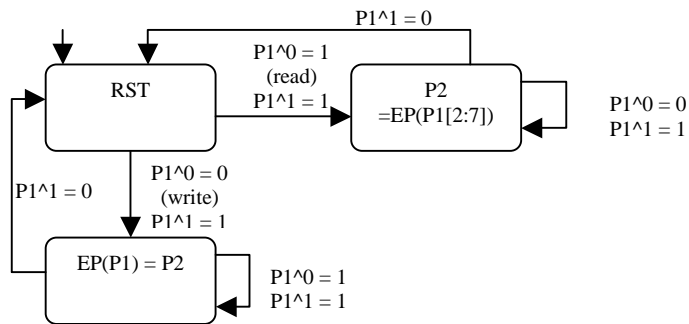 P1^1 = 0
P1^0 = 1
(read)
P1^1 = 1
RST
P2
=EP(P1[2:7])
P1^0 = 0
P1^1 = 1
P1^1 = 0
P1^0 = 0
(write)
P1^1 = 1
EP(P1) = P2
P1^0 = 1
P1^1 = 1